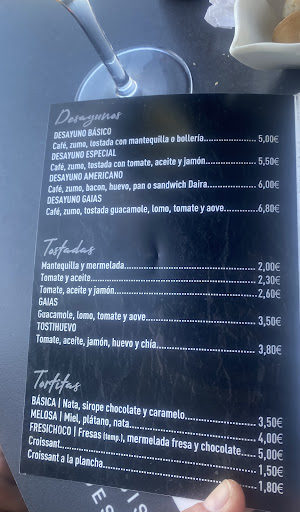 Desayunos
DESAYUNO BÁSICO
Café, zumo, tostada con mantequilla o bollería.................... 5,00€
DESAYUNO ESPECIAL
Café, zumo, tostada con tomate, aceite y jamón.................. 5,50€
DESAYUNO AMERICANO
Café, zumo, bacon, huevo, pan o sandwich Daira................ 6,00€
DESAYUNO GAIAS
Café, zumo, tostada guacamole, lomo, tomate y aove..........6,80€
Tostadas
Mantequilla y mermelada.................................. 2,00€
Tomate y aceite................................................ 2,30€
Tomate, aceite y jamón..................................... 2,60€
GAIAS
Guacamole, lomo, tomate y aove............................ 3,50€
TOSTIHUEVO
Tomate, aceite, jamón, huevo y chía........................ 3,80€
Tortitas
BÁSICA | Nata, sirope chocolate y caramelo................... 3,50€
MELOSA | Miel, plátano, nata................................. 4,00€
FRESICHOCO | Fresas (temp.), mermelada fresa y chocolate..... 5,00€
Croissant.................................................. 1,50€
Croissant a la plancha..................................... 1,80€